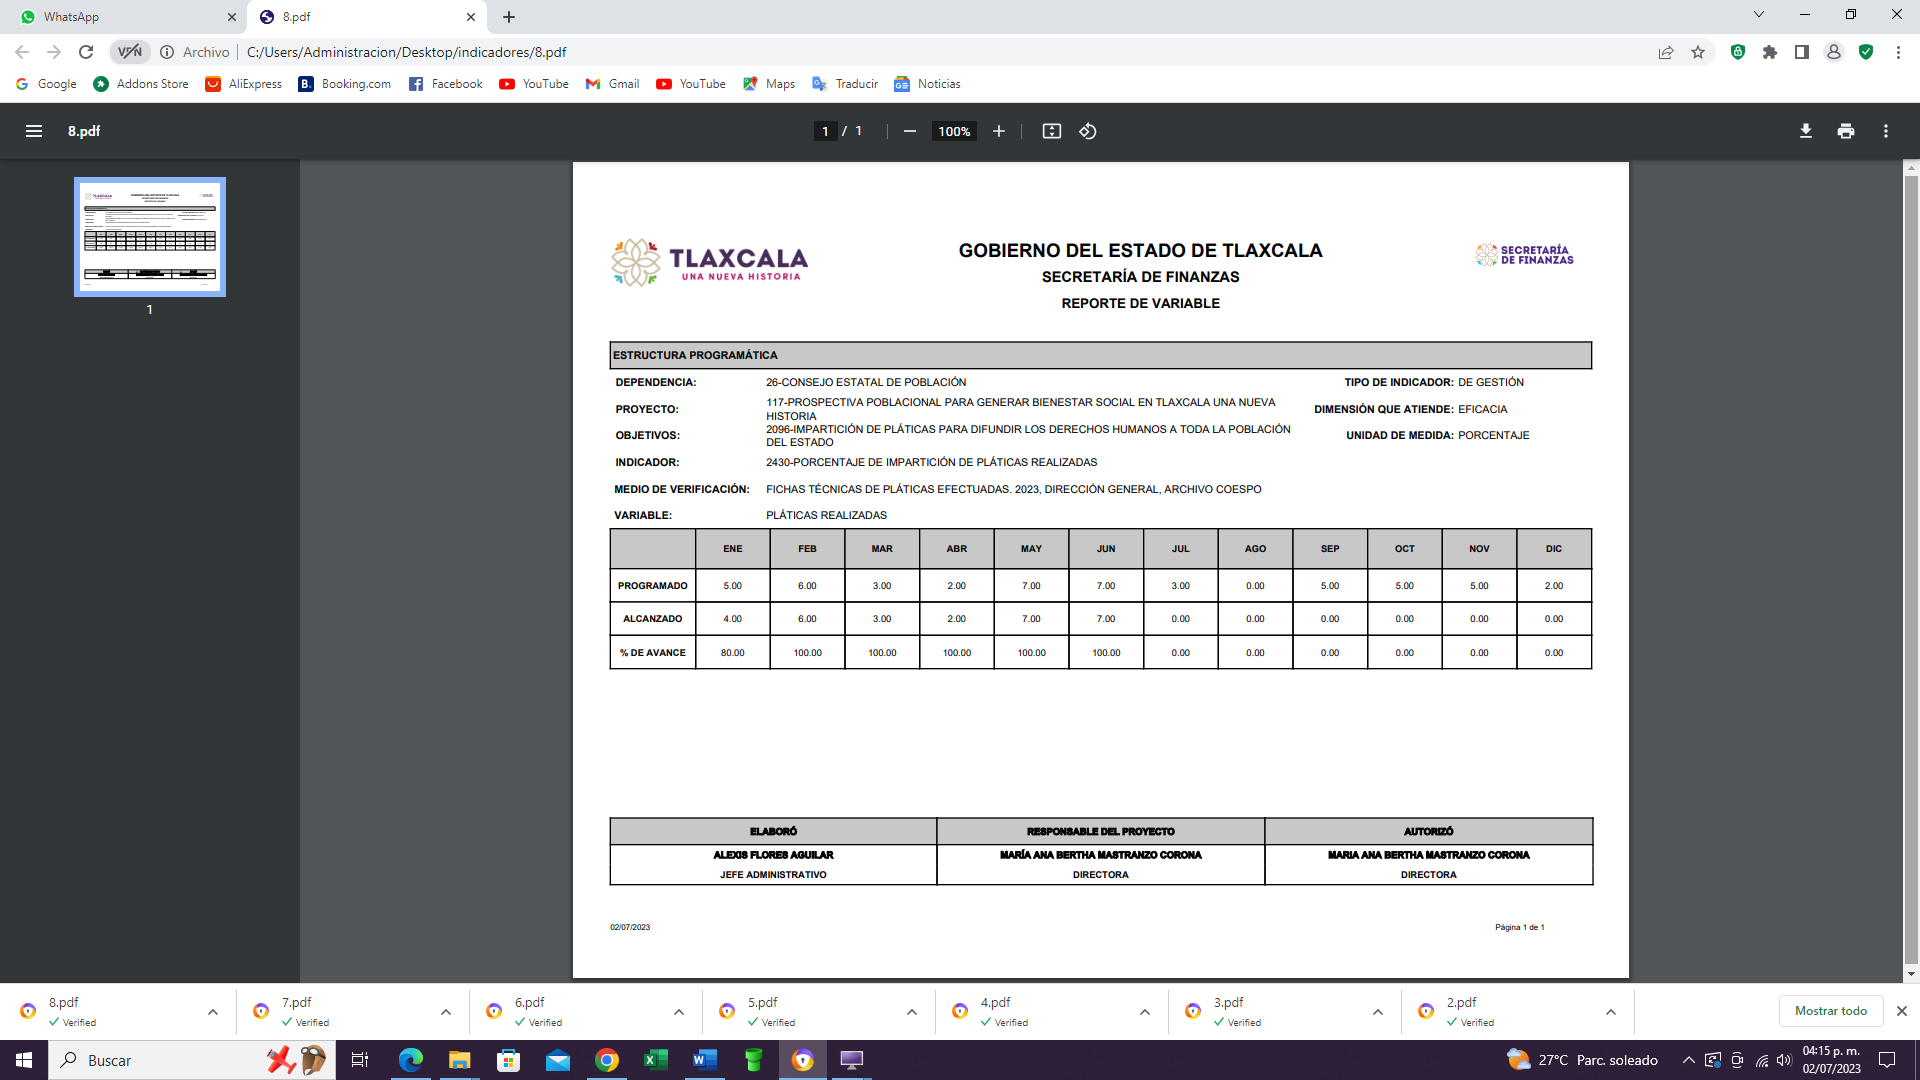 WhatsApp
8.pdf
VPN
Archivo
C:/Users/Administracion/Desktop/indicadores/8.pdf
Google
Addons Store
AliExpress
Booking.com
Facebook
YouTube
Gmail
YouTube
Maps
Traducir
Noticias
8.pdf
1 / 1
100%
1
TLAXCALA
UNA NUEVA HISTORIA
GOBIERNO DEL ESTADO DE TLAXCALA
SECRETARÍA DE FINANZAS
REPORTE DE VARIABLE
SECRETARÍA
DE FINANZAS
ESTRUCTURA PROGRAMÁTICA
DEPENDENCIA: 26-CONSEJO ESTATAL DE POBLACIÓN TIPO DE INDICADOR: DE GESTIÓN
PROYECTO: 117-PROSPECTIVA POBLACIONAL PARA GENERAR BIENESTAR SOCIAL EN TLAXCALA UNA NUEVA
HISTORIA
DIMENSIÓN QUE ATIENDE: EFICACIA
OBJETIVOS: 2096-IMPARTICIÓN DE PLÁTICAS PARA DIFUNDIR LOS DERECHOS HUMANOS A TODA LA POBLACIÓN
DEL ESTADO
UNIDAD DE MEDIDA: PORCENTAJE
INDICADOR: 2430-PORCENTAJE DE IMPARTICIÓN DE PLÁTICAS REALIZADAS
MEDIO DE VERIFICACIÓN: FICHAS TÉCNICAS DE PLÁTICAS EFECTUADAS. 2023, DIRECCIÓN GENERAL, ARCHIVO COESPO
VARIABLE: PLÁTICAS REALIZADAS
ENE FEB MAR ABR MAY JUN JUL AGO SEP OCT NOV DIC
PROGRAMADO 5.00 6.00 3.00 2.00 7.00 7.00 3.00 0.00 5.00 5.00 5.00 2.00
ALCANZADO 4.00 6.00 3.00 2.00 7.00 7.00 0.00 0.00 0.00 0.00 0.00 0.00
% DE AVANCE 80.00 100.00 100.00 100.00 100.00 100.00 0.00 0.00 0.00 0.00 0.00 0.00
ELABORÓ RESPONSABLE DEL PROYECTO AUTORIZÓ
ALEXIS FLORES AGUILAR MARÍA ANA BERTHA MASTRANZO CORONA MARIA ANA BERTHA MASTRANZO CORONA
JEFE ADMINISTRATIVO DIRECTORA DIRECTORA
02/07/2023 Página 1 de 1
8.pdf 7.pdf 6.pdf 5.pdf 4.pdf 3.pdf 2.pdf
Verified Verified Verified Verified Verified Verified Verified
Mostrar todo
Buscar
27°C Parc. soleado
04:15 p. m.
02/07/2023